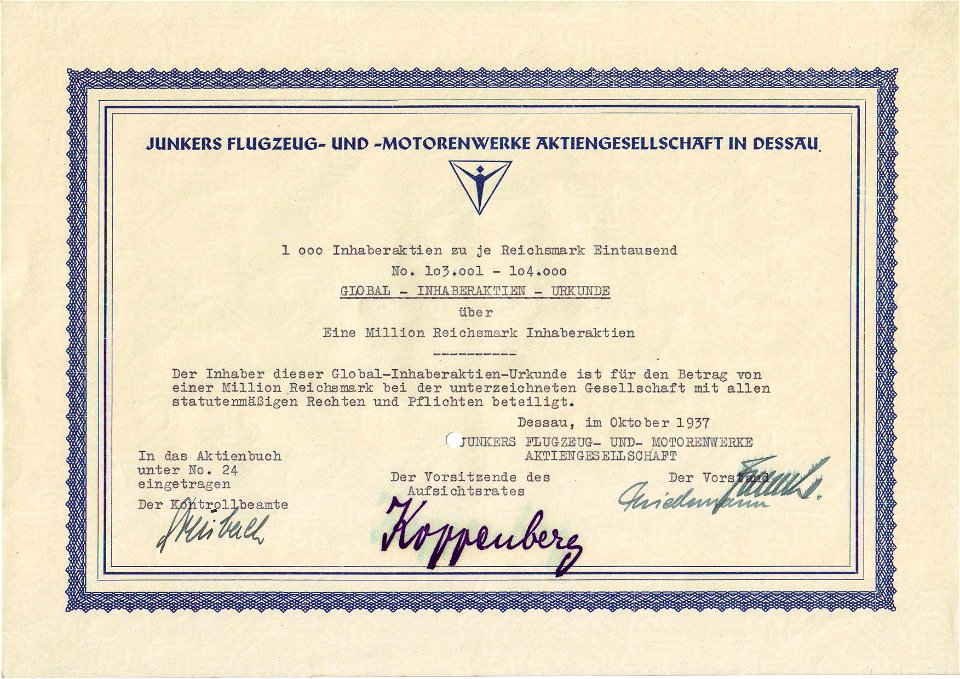 JUNKERS FLUGZEUG- UND -MOTORENWERKE AKTIENGESELLSCHAFT IN DESSAU.
1 ooo Inhaberaktien zu je Reichsmark Eintausend
No. 1o3.oo1 - 1o4.ooo
GLOBAL - INHABERAKTIEN - URKUNDE
über
Eine Million Reichsmark Inhaberaktien
----------
Der Inhaber dieser Global-Inhaberaktien-Urkunde ist für den Betrag von
einer Million Reichsmark bei der unterzeichneten Gesellschaft mit allen
statutenmäßigen Rechten und Pflichten beteiligt.
Dessau, im Oktober 1937
JUNKERS FLUGZEUG- UND- MOTORENWERKE
AKTIENGESELLSCHAFT
In das Aktienbuch
unter No. 24
eingetragen
Der Kontrollbeamte
Der Vorsitzende des
Aufsichtsrates
Koppenberg
Der Vorstand